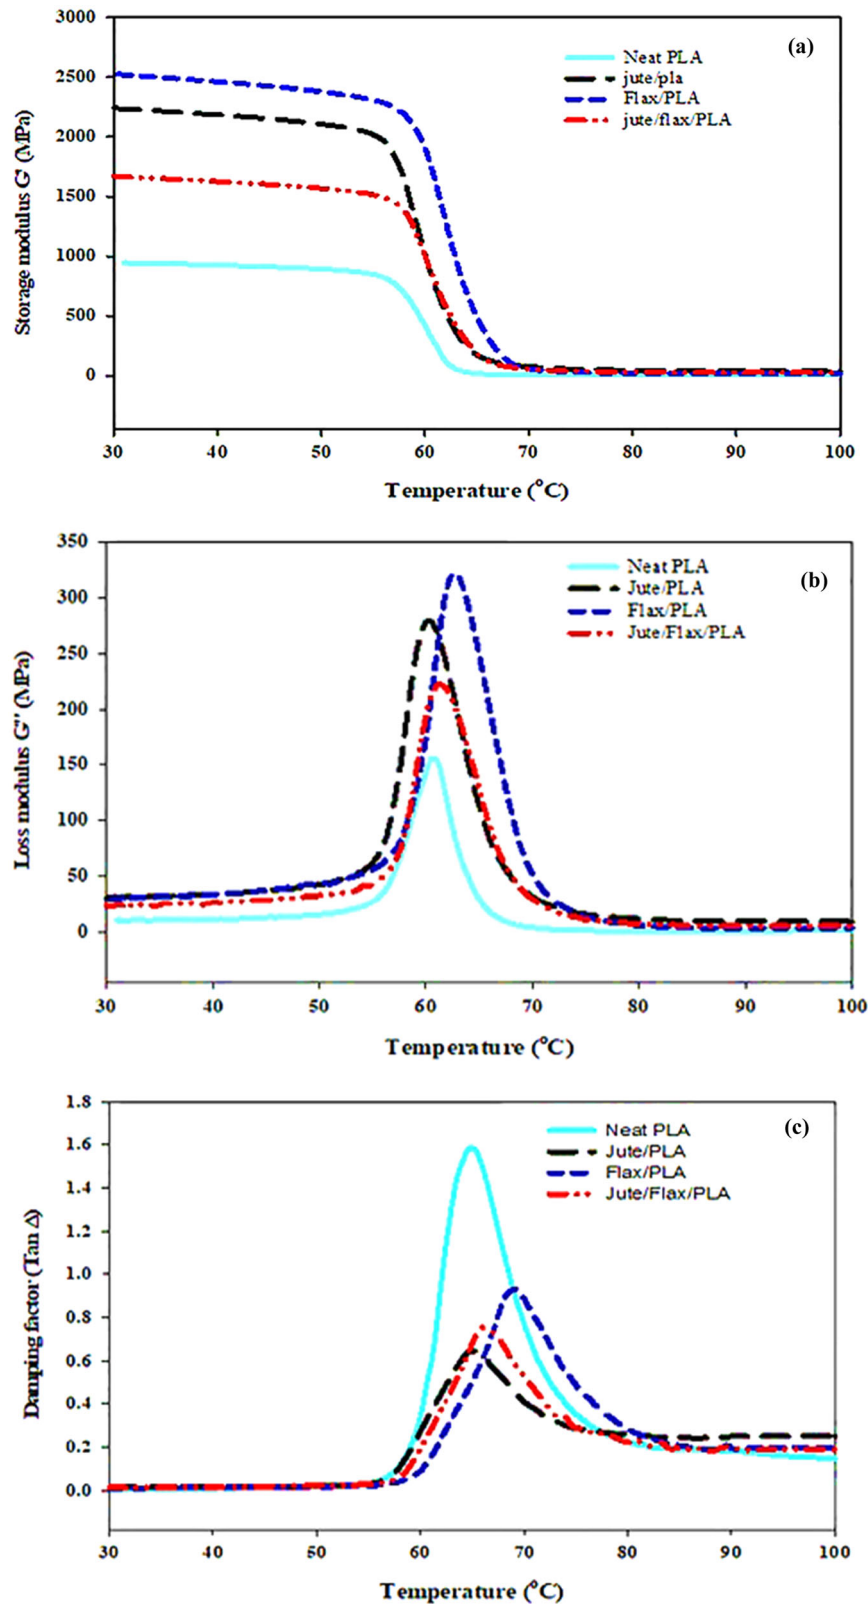 (a)
Neat PLA
jute/pla
Flax/PLA
jute/flax/PLA
Storage modulus G' (MPa)
3000
2500
2000
1500
1000
500
0
30 40 50 60 70 80 90 100
Temperature (°C)
(b)
Neat PLA
Jute/PLA
Flax/PLA
Jute/Flax/PLA
Loss modulus G" (MPa)
350
300
250
200
150
100
50
0
30 40 50 60 70 80 90 100
Temperature (°C)
(c)
Neat PLA
Jute/PLA
Flax/PLA
Jute/Flax/PLA
Damping factor (Tan Δ)
1.8
1.6
1.4
1.2
1.0
0.8
0.6
0.4
0.2
0.0
30 40 50 60 70 80 90 100
Temperature (°C)